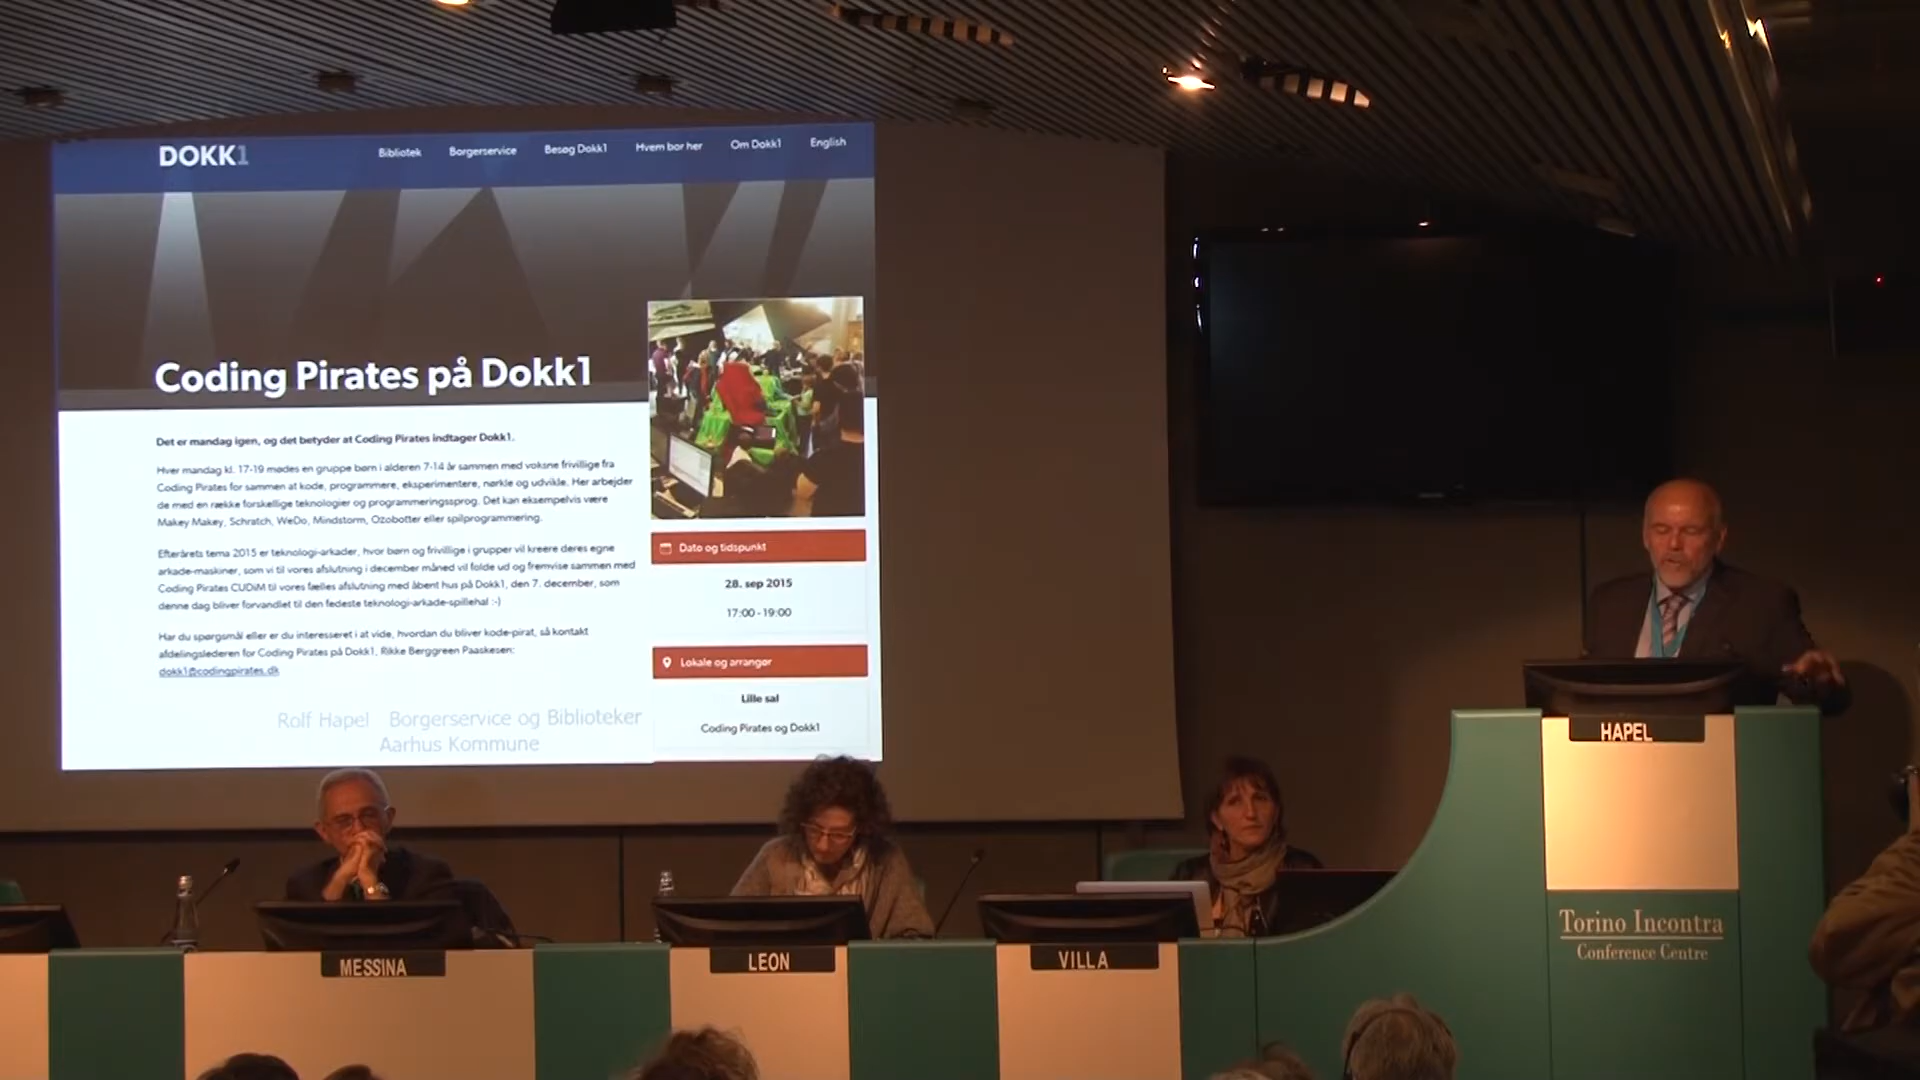 DOKK1
Bibliotek
Borgerservice
Besøg Dokk1
Hvem bor her
Om Dokk1
English
Coding Pirates på Dokk1
Det er mandag igen, og det betyder at Coding Pirates indtager Dokk1.
Hver mandag kl. 17-19 mødes en gruppe børn i alderen 7-14 år sammen med voksne frivillige fra
Coding Pirates for sammen at kode, programmere, eksperimentere, nørkle og udvikle. Her arbejder
de med en række forskellige teknologier og programmeringssprog. Det kan eksempelvis være
Makey Makey, Schratch, WeDo, Mindstorm, Ozobotter eller spilprogrammering.
Efterårets tema 2015 er teknologi-arkader, hvor børn og frivillige i grupper vil kreere deres egne
arkade-maskiner, som vi til vores afslutning i december måned vil folde ud og fremvise sammen med
Coding Pirates CUDiM til vores fælles afslutning med åbent hus på Dokk1, den 7. december, som
denne dag bliver forvandlet til den fedeste teknologi-arkade-spillehal :-)
Har du spørgsmål eller er du interesseret i at vide, hvordan du bliver kode-pirat, så kontakt
afdelingslederen for Coding Pirates på Dokk1, Rikke Berggreen Paaskesen:
dokk1@codingpirates.dk
Dato og tidspunkt
28. sep 2015
17:00 - 19:00
Lokale og arrangør
Lille sal
Coding Pirates og Dokk1
Rolf Hapel Borgerservice og Biblioteker
Aarhus Kommune
HAPEL
Torino Incontra
Conference Centre
MESSINA
LEON
VILLA